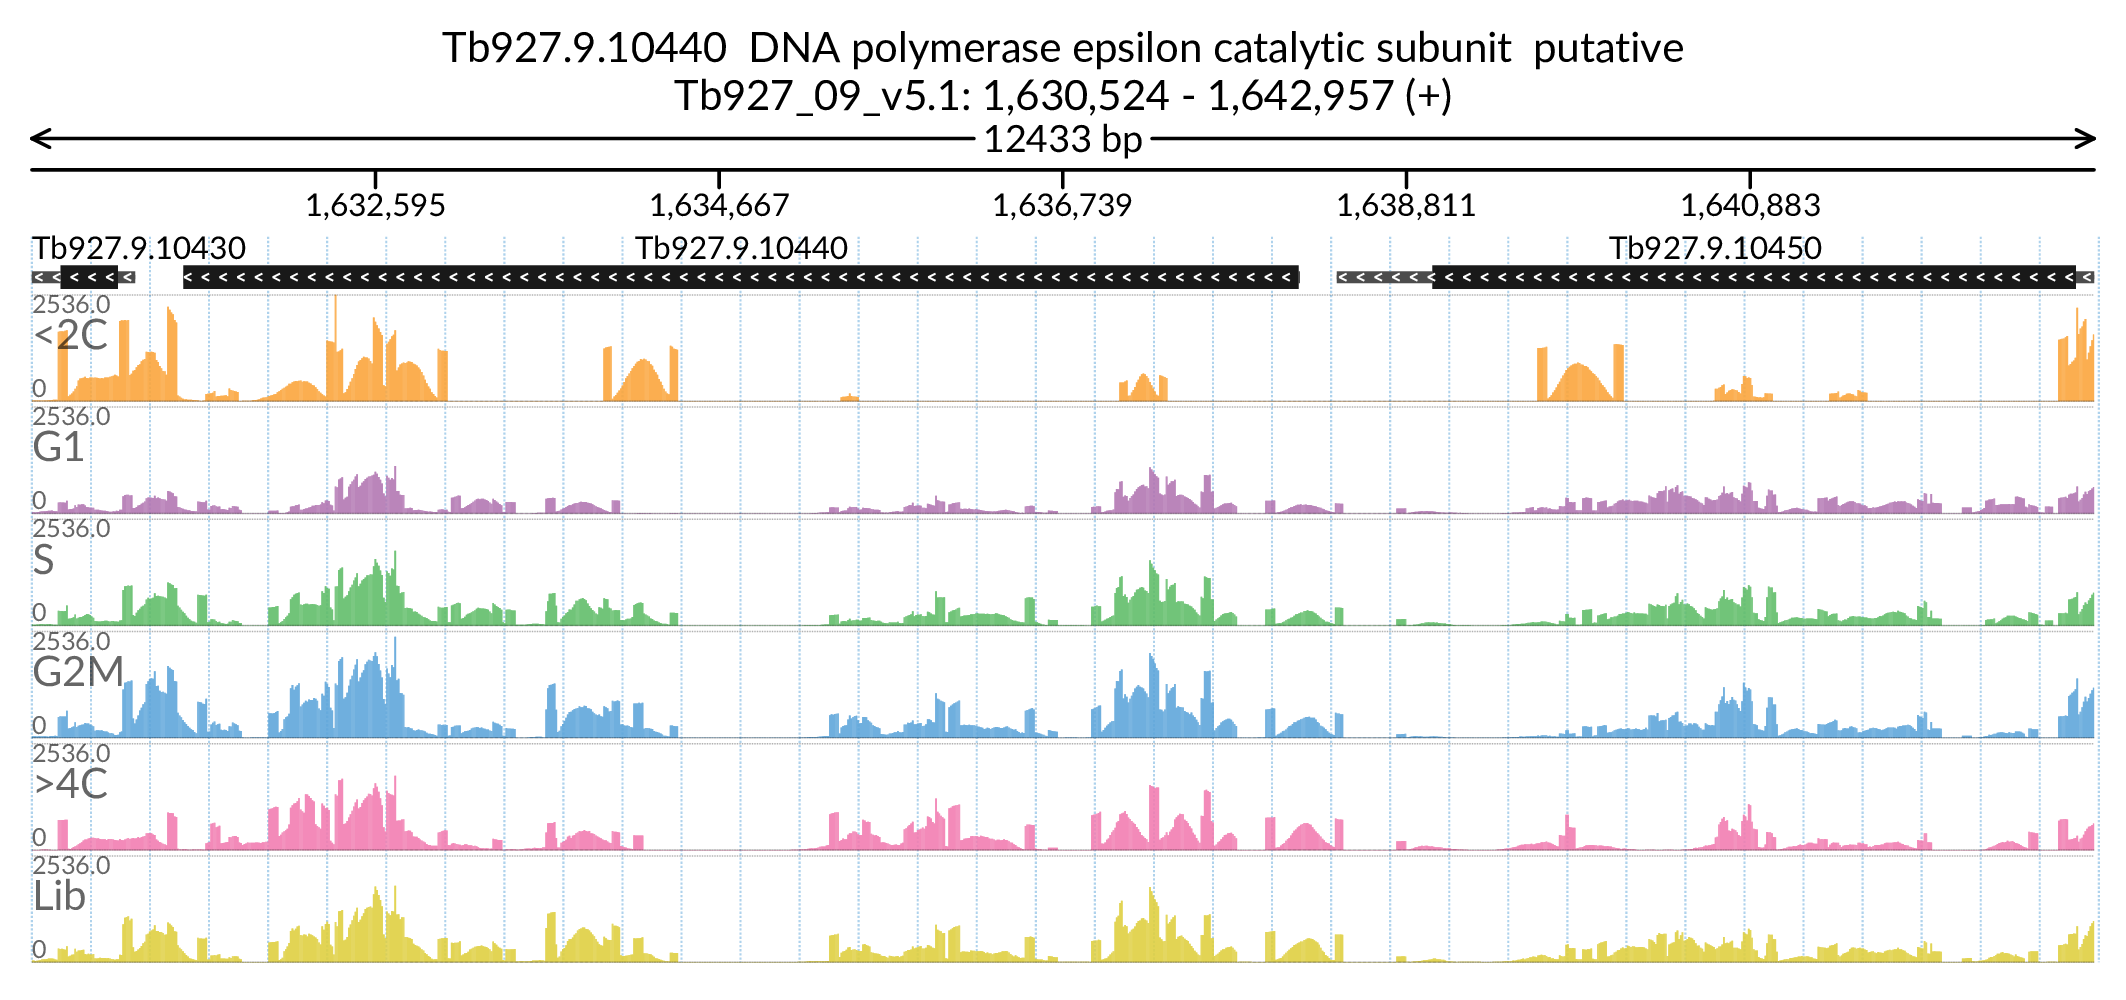 Tb927.9.10440  DNA polymerase epsilon catalytic subunit  putative
Tb927_09_v5.1: 1,630,524 - 1,642,957 (+)
12433 bp
1,632,595 1,634,667 1,636,739 1,638,811 1,640,883
Tb927.9.10430 Tb927.9.10440 Tb927.9.10450
2536.0
<2C
0
2536.0
G1
0
2536.0
S
0
2536.0
G2M
0
2536.0
>4C
0
2536.0
Lib
0